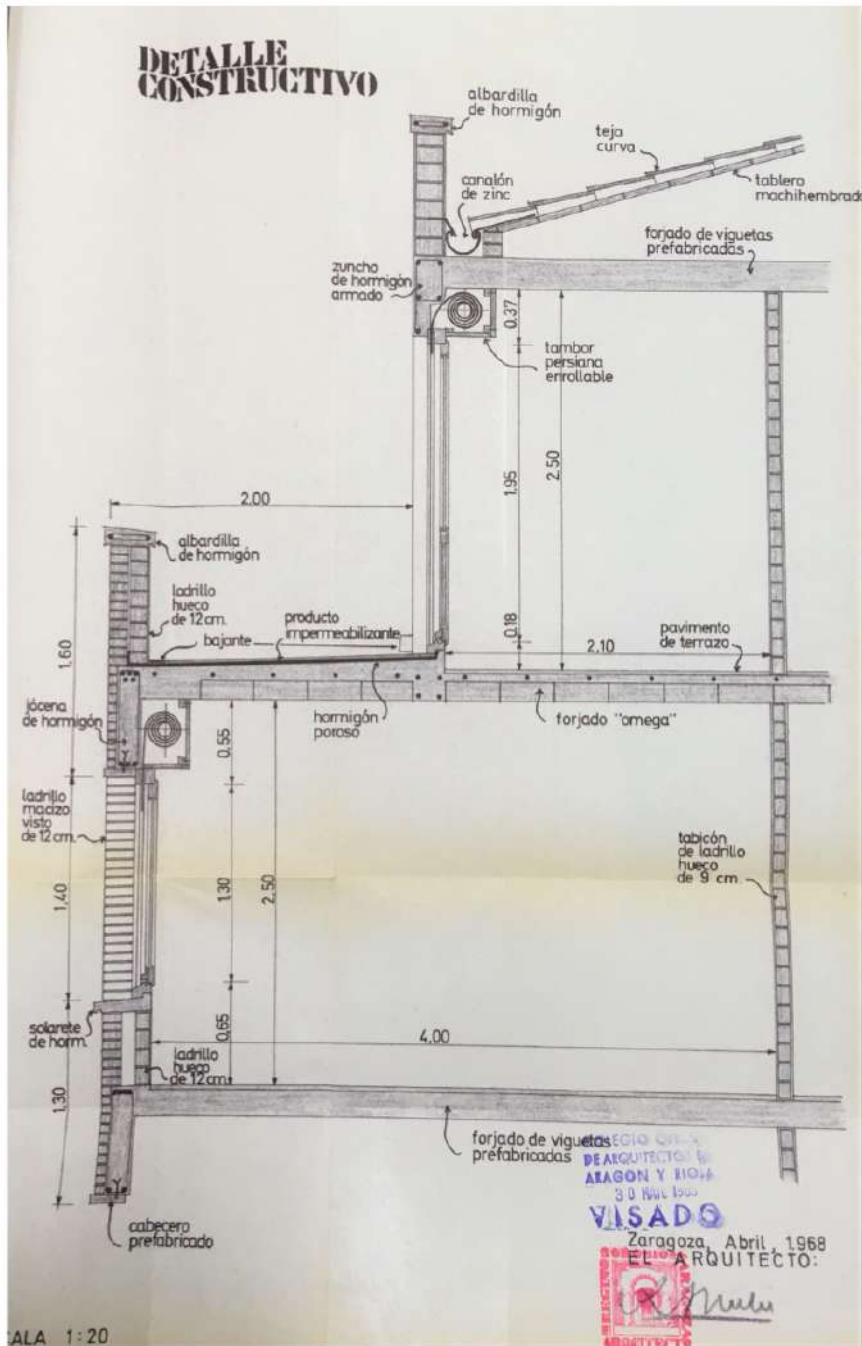 DETALLE
CONSTRUCTIVO
albardilla
de hormigón
teja
curva
canalón
de zinc
tablero
machihembrado
forjado de viguetas
prefabricadas
zuncho
de hormigón
armado
0.37
tambor
persiana
enrollable
1.95
2.50
2.00
albardilla
de hormigón
ladrillo
hueco
de 12cm.
producto
impermeabilizante
bajante
1.60
0.18
2.10
pavimento
de terrazo
jácena
de hormigón
hormigón
poroso
forjado "omega"
0.55
ladrillo
macizo
visto
de 12 cm.
tabicón
de ladrillo
hueco
de 9 cm.
1.40
1.30
2.50
solarete
de horm.
0.65
4.00
ladrillo
hueco
de 12cm.
1.30
forjado de viguetas
prefabricadas
cabecero
prefabricado
DE ARQUITECTOS
ARAGON Y RIOJA
30
VISADO
Zaragoza, Abril, 1968
EL ARQUITECTO:
ALA 1:20